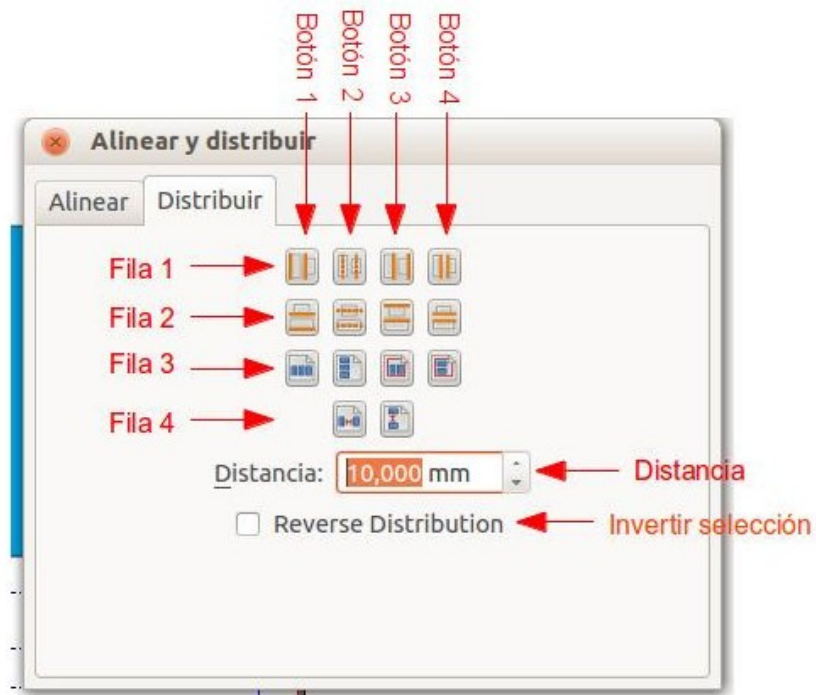 Botón 1
Botón 2
Botón 3
Botón 4
Alinear y distribuir
Alinear
Distribuir
Fila 1
Fila 2
Fila 3
Fila 4
Distancia: 10,000 mm
Distancia
Reverse Distribution
Invertir selección